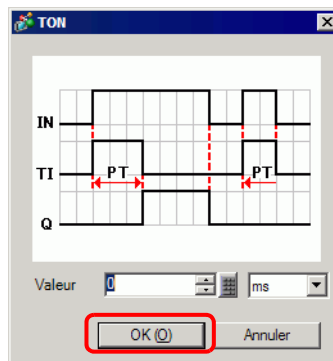 TON
IN
TI
PT
PT
Q
Valeur 0 ms
OK (O) Annuler